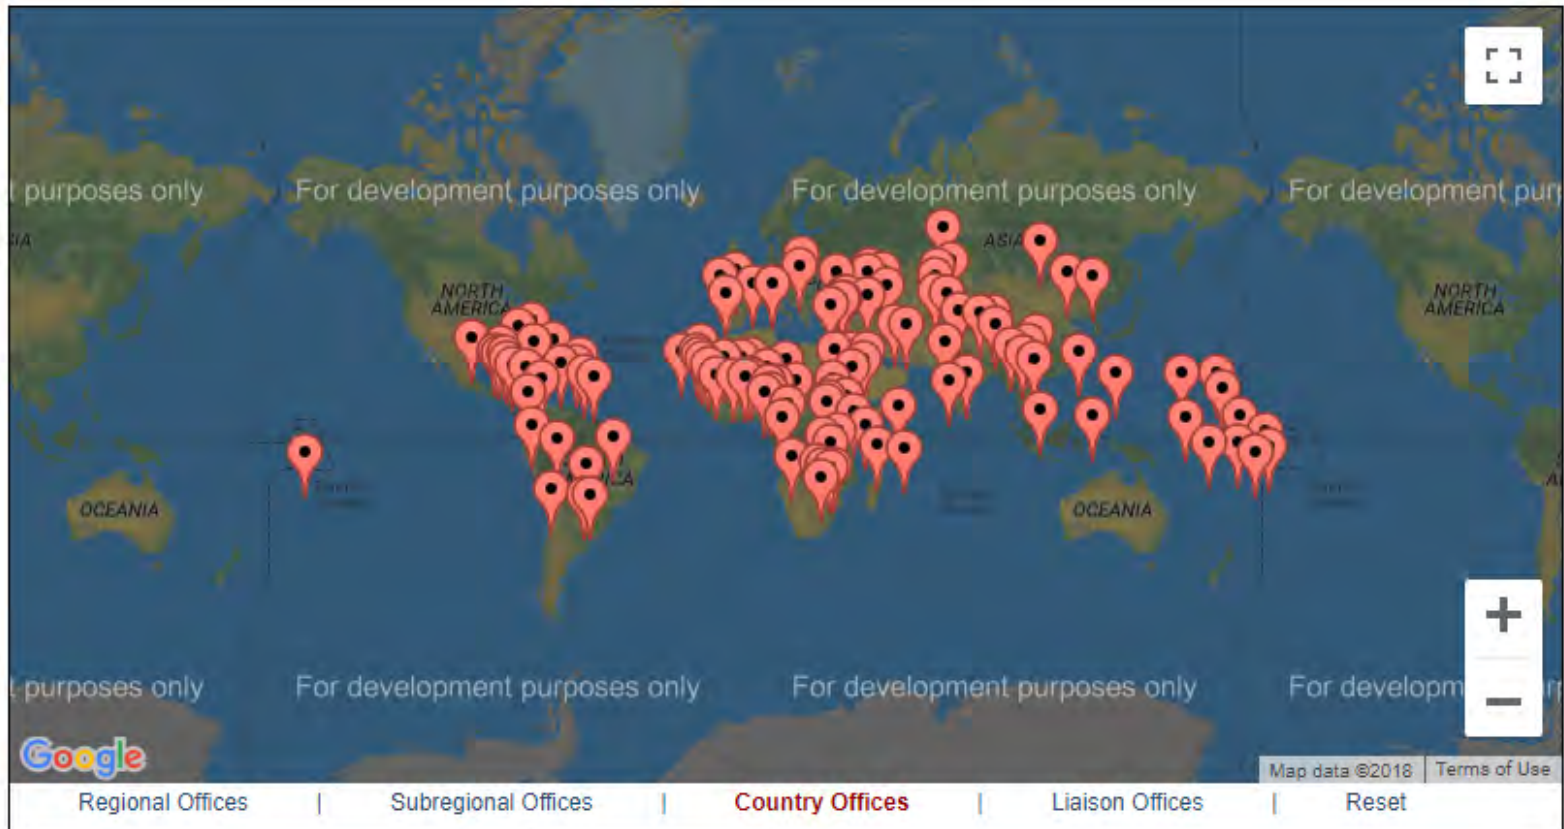 t purposes only For development purposes only For development purposes only For development pur
SIA ASIA
NORTH
AMERICA
NORTH
AMERICA
OCEANIA OCEANIA
t purposes only For development purposes only For development purposes only For developm
Google
Map data ©2018 Terms of Use
Regional Offices | Subregional Offices | Country Offices | Liaison Offices | Reset